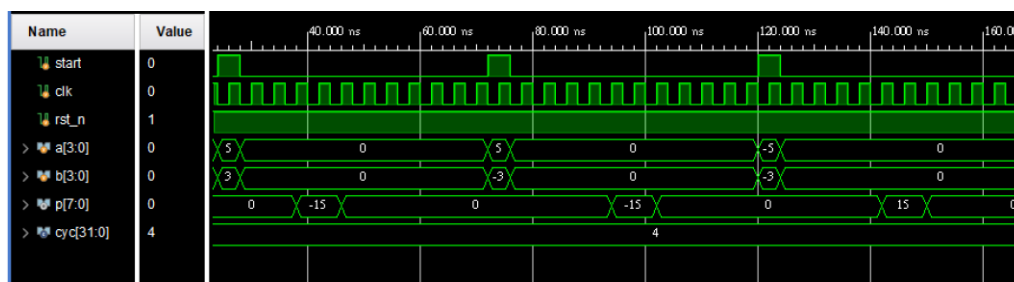 Name Value 40.000 ns 60.000 ns 80.000 ns 100.000 ns 120.000 ns 140.000 ns 160.0
start 0
clk 0
rst_n 1
a[3:0] 0 5 0 5 0 -5 0
b[3:0] 0 3 0 -3 0 -3 0
p[7:0] 0 0 -15 0 -15 0 15 0
cyc[31:0] 4 4